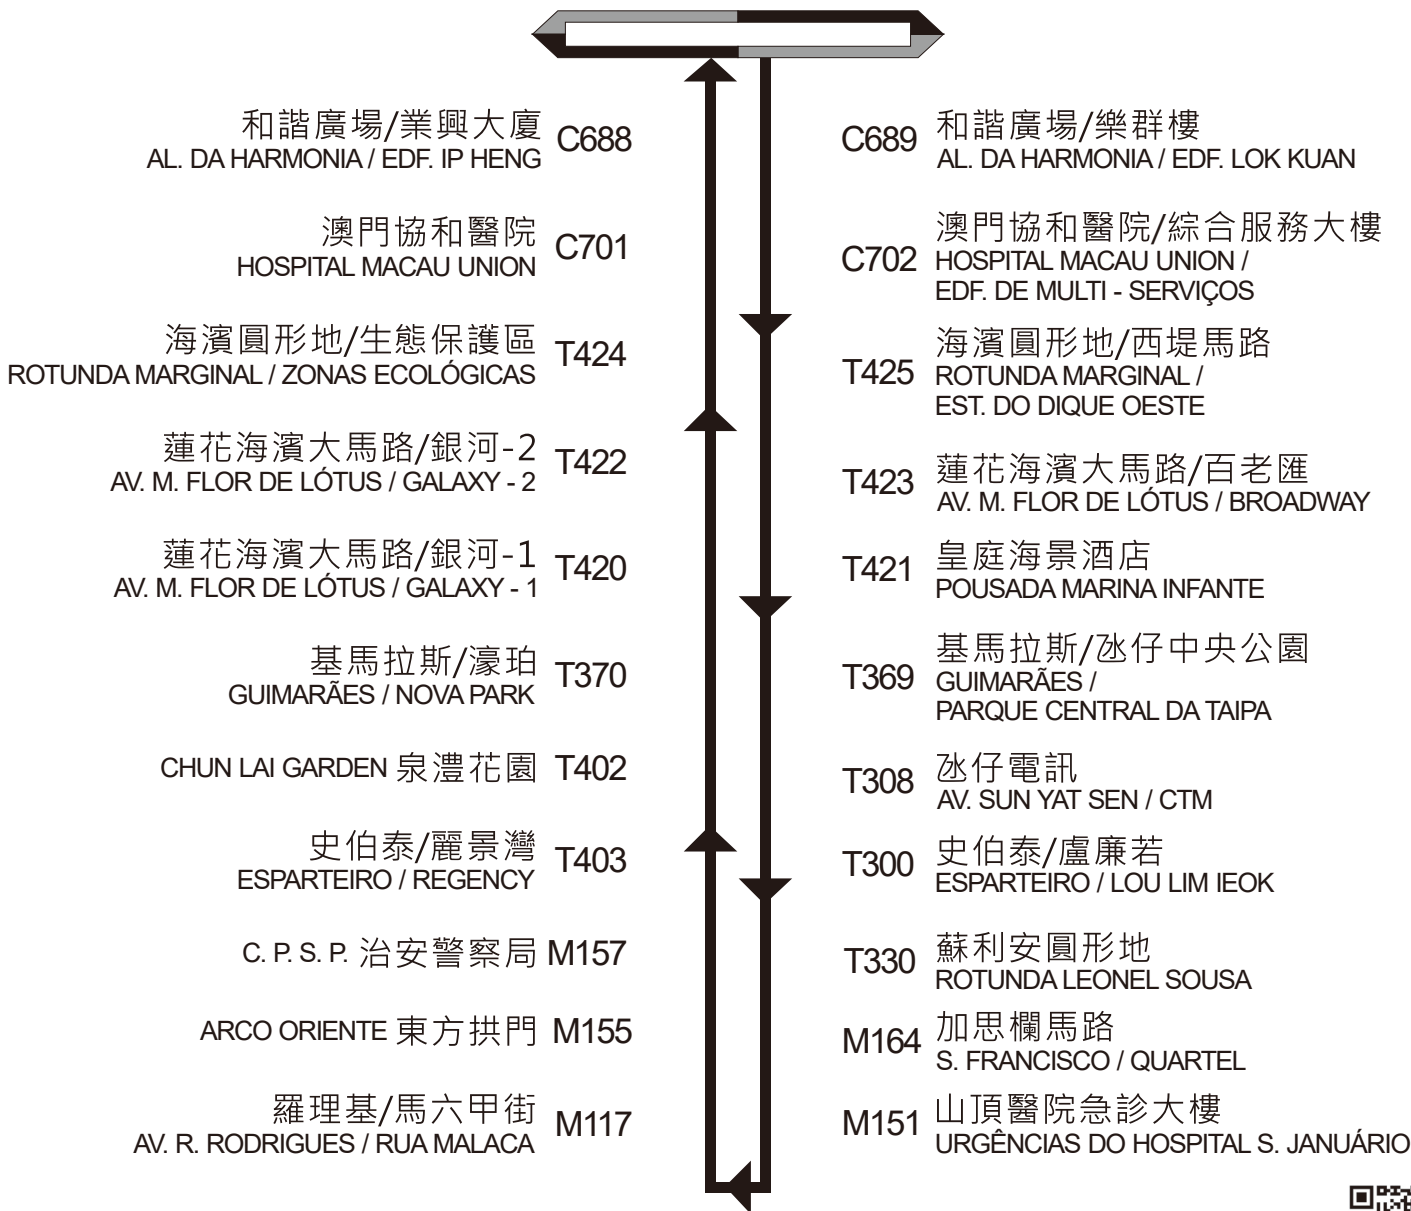 和諧廣場/業興大廈
AL. DA HARMONIA / EDF. IP HENG
C688
澳門協和醫院
HOSPITAL MACAU UNION
C701
海濱圓形地/生態保護區
ROTUNDA MARGINAL / ZONAS ECOLÓGICAS
T424
蓮花海濱大馬路/銀河-2
AV. M. FLOR DE LÓTUS / GALAXY - 2
T422
蓮花海濱大馬路/銀河-1
AV. M. FLOR DE LÓTUS / GALAXY - 1
T420
基馬拉斯/濠珀
GUIMARÃES / NOVA PARK
T370
CHUN LAI GARDEN 泉澧花園 T402
史伯泰/麗景灣
ESPARTEIRO / REGENCY
T403
C. P. S. P. 治安警察局 M157
ARCO ORIENTE 東方拱門 M155
羅理基/馬六甲街
AV. R. RODRIGUES / RUA MALACA
M117
C689
和諧廣場/樂群樓
AL. DA HARMONIA / EDF. LOK KUAN
C702
澳門協和醫院/綜合服務大樓
HOSPITAL MACAU UNION /
EDF. DE MULTI - SERVIÇOS
T425
海濱圓形地/西堤馬路
ROTUNDA MARGINAL /
EST. DO DIQUE OESTE
T423
蓮花海濱大馬路/百老匯
AV. M. FLOR DE LÓTUS / BROADWAY
T421
皇庭海景酒店
POUSADA MARINA INFANTE
T369
基馬拉斯/氹仔中央公園
GUIMARÃES /
PARQUE CENTRAL DA TAIPA
T308
氹仔電訊
AV. SUN YAT SEN / CTM
T300
史伯泰/盧廉若
ESPARTEIRO / LOU LIM IEOK
T330
蘇利安圓形地
ROTUNDA LEONEL SOUSA
M164
加思欄馬路
S. FRANCISCO / QUARTEL
M151
山頂醫院急診大樓
URGÊNCIAS DO HOSPITAL S. JANUÁRIO